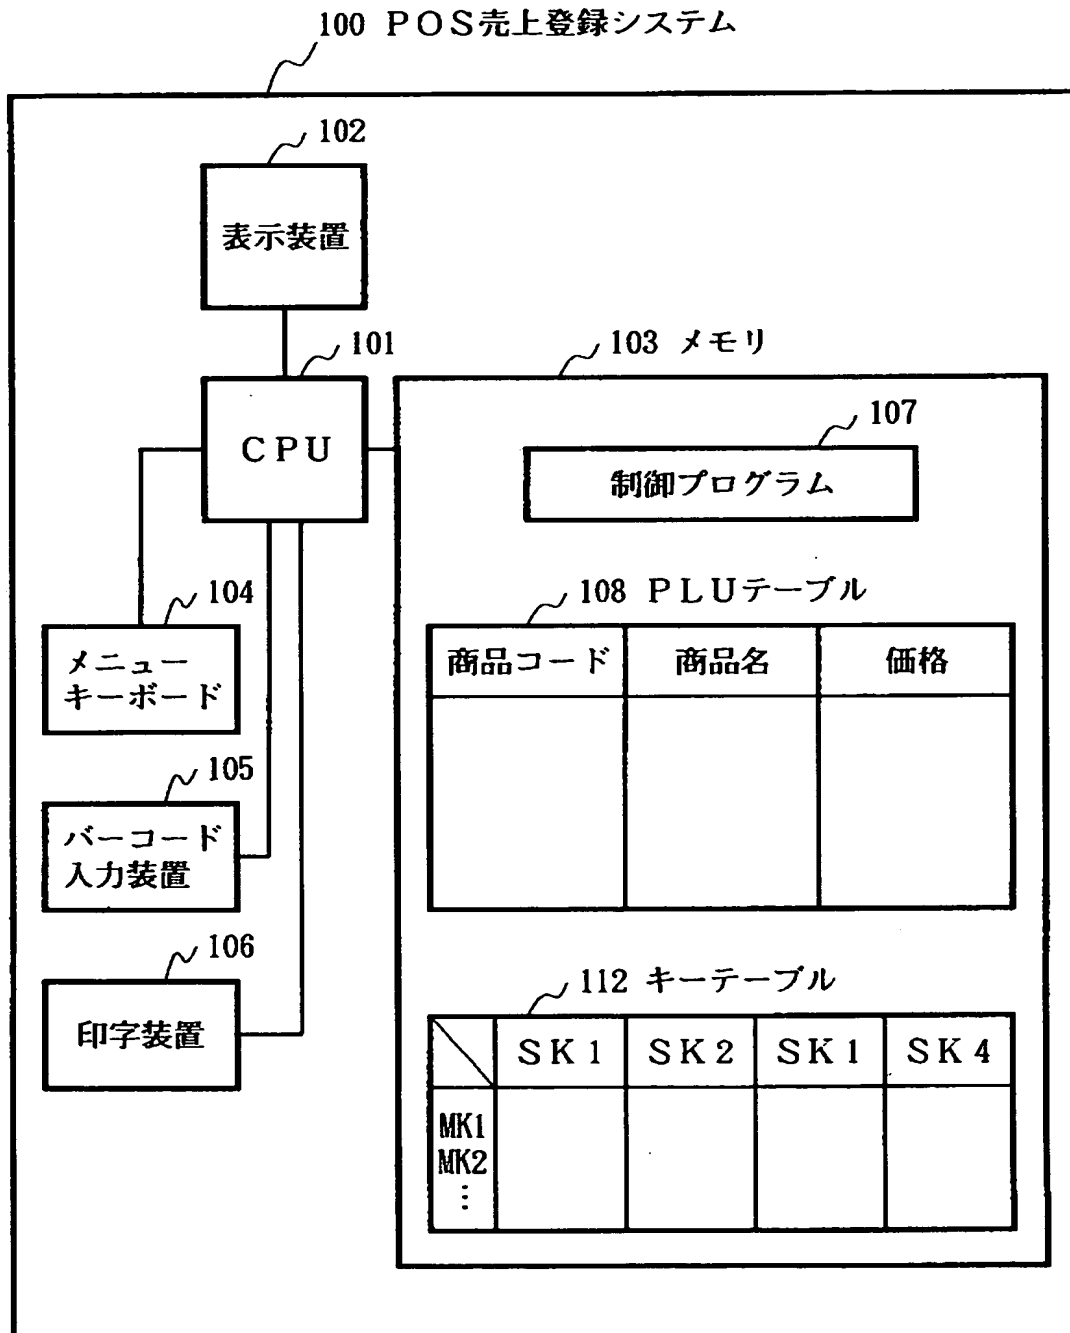 100 POS売上登録システム
102
表示装置
101
CPU
103 メモリ
107
制御プログラム
108 PLUテーブル
商品コード 商品名 価格
104
メニュー
キーボード
105
バーコード
入力装置
106
印字装置
112 キーテーブル
SK1 SK2 SK1 SK4
MK1
MK2
⋮